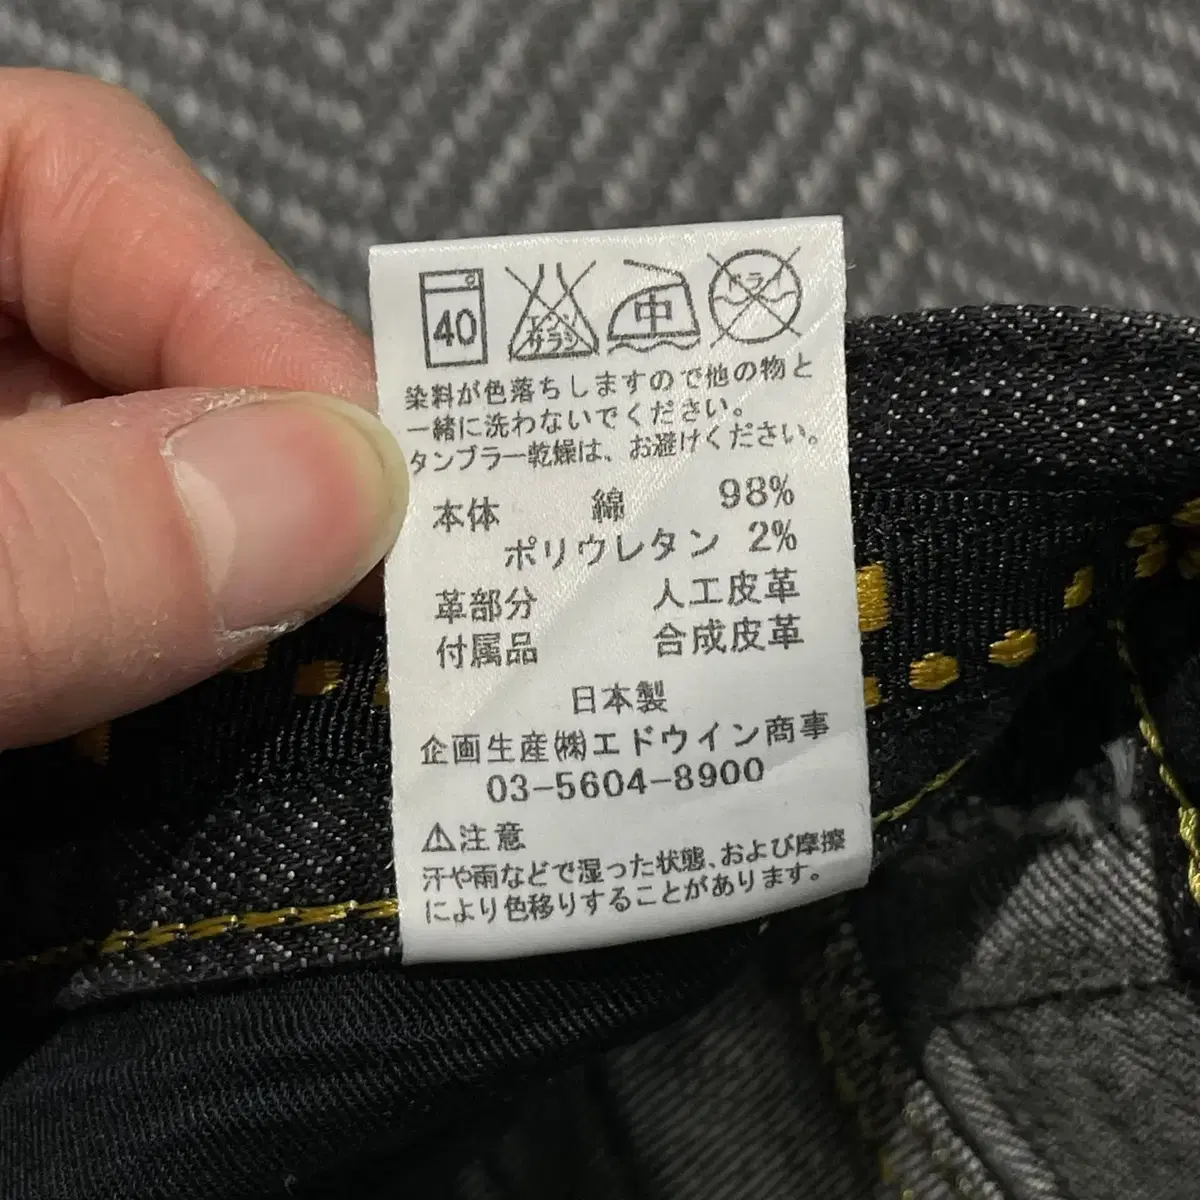 40 エンソサラシ 中 ドライ
染料が色落ちしますので他の物と
一緒に洗わないでください。
タンブラー乾燥は、お避けください。
本体 綿 98%
ポリウレタン 2%
革部分 人工皮革
付属品 合成皮革
日本製
企画生産㈱エドウイン商事
03-5604-8900
⚠注意
汗や雨などで湿った状態、および摩擦
により色移りすることがあります。